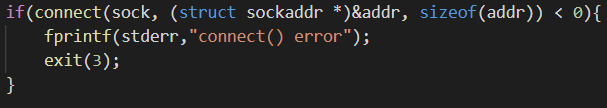 if(connect(sock, (struct sockaddr *)&addr, sizeof(addr)) < 0){
    fprintf(stderr,"connect() error");
    exit(3);
}